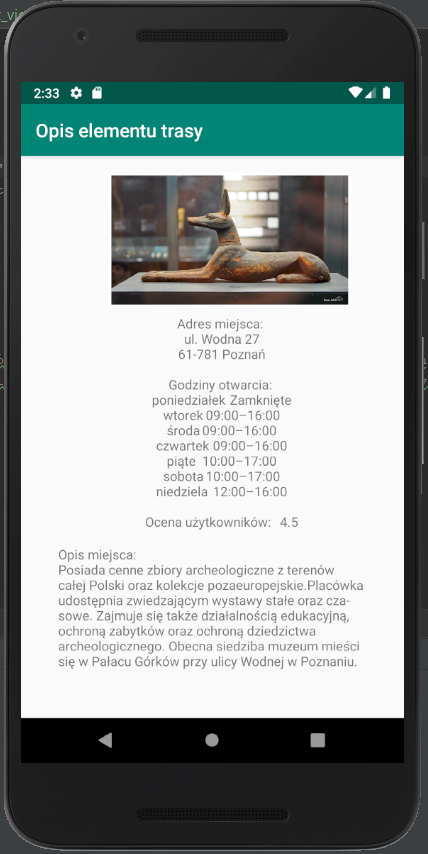 2:33
Opis elementu trasy
Adres miejsca:
ul. Wodna 27
61-781 Poznań
Godziny otwarcia:
poniedziałek Zamknięte
wtorek 09:00–16:00
środa 09:00–16:00
czwartek 09:00–16:00
piąte 10:00–17:00
sobota 10:00–17:00
niedziela 12:00–16:00
Ocena użytkowników: 4.5
Opis miejsca:
Posiada cenne zbiory archeologiczne z terenów
całej Polski oraz kolekcje pozaeuropejskie.Placówka
udostępnia zwiedzającym wystawy stałe oraz cza-
sowe. Zajmuje się także działalnością edukacyjną,
ochroną zabytków oraz ochroną dziedzictwa
archeologicznego. Obecna siedziba muzeum mieści
się w Pałacu Górków przy ulicy Wodnej w Poznaniu.